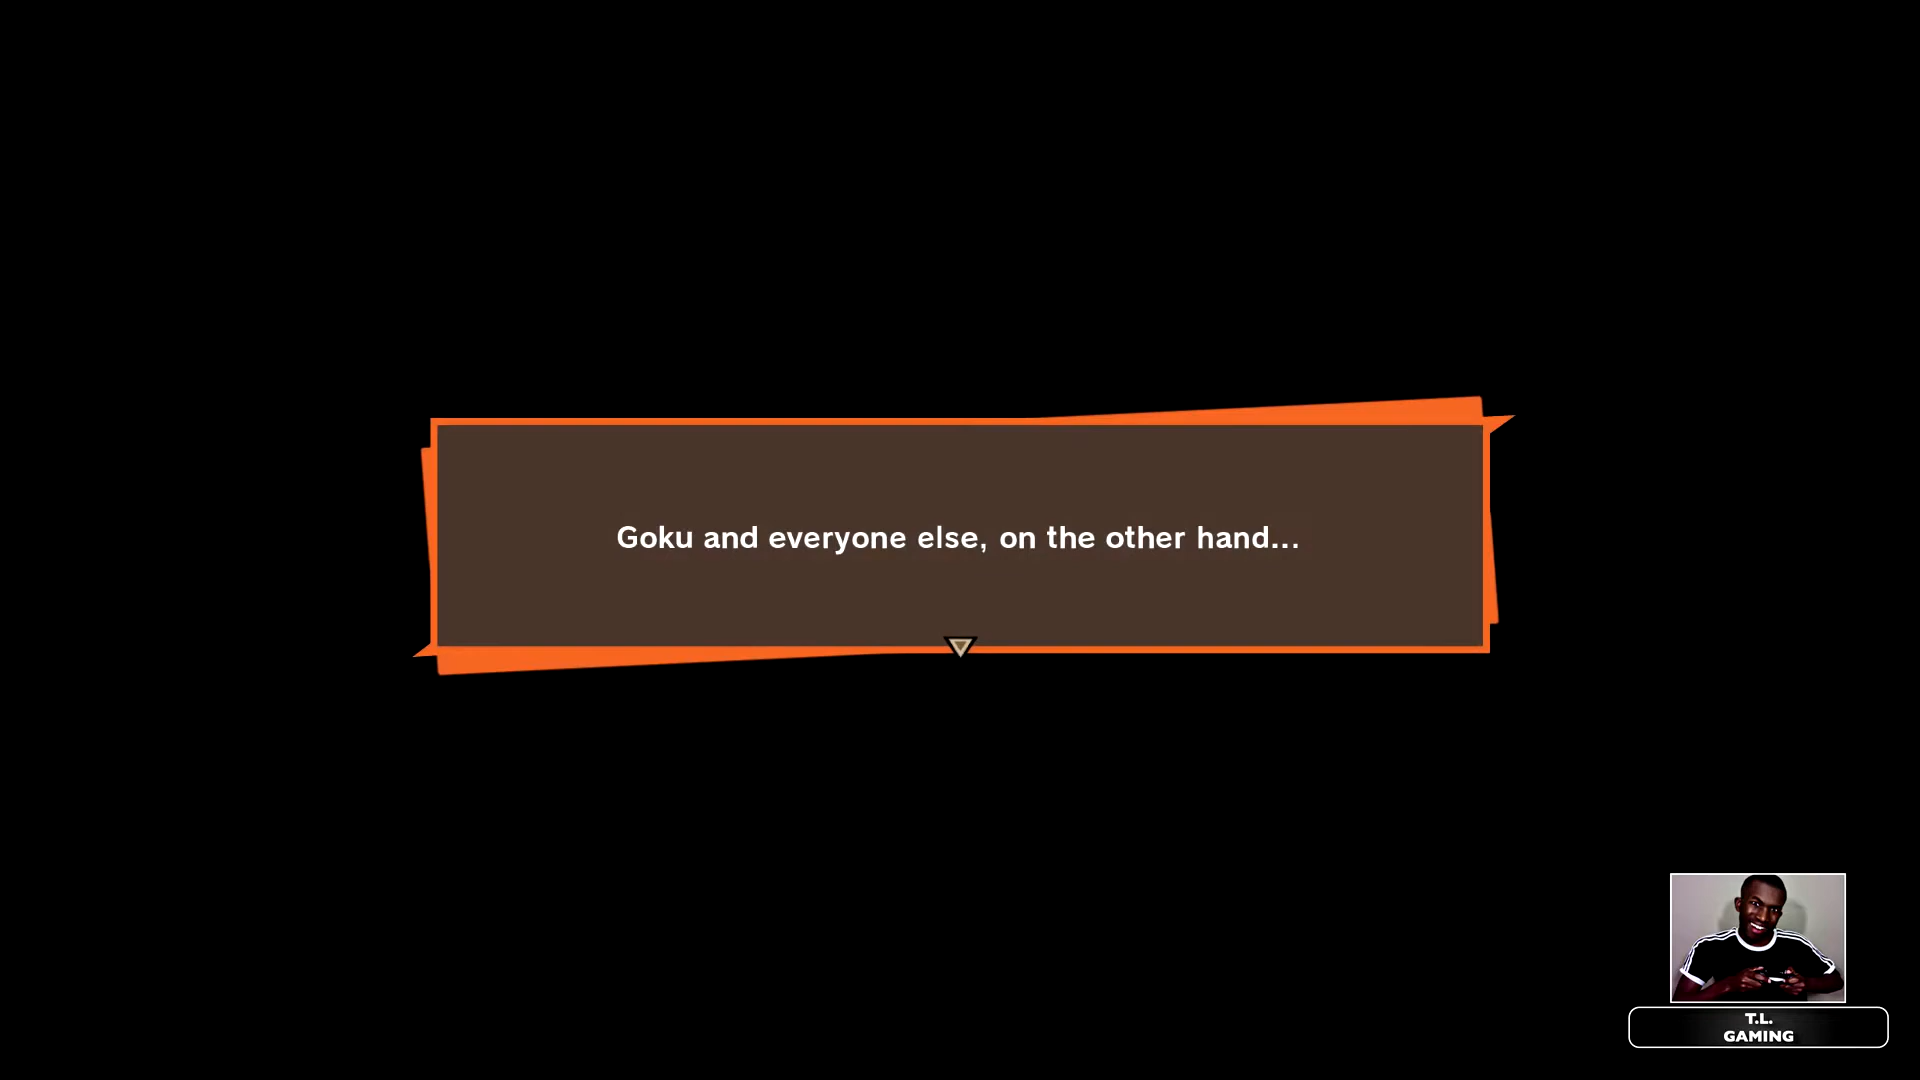 Goku and everyone else, on the other hand...
T.L.
GAMING